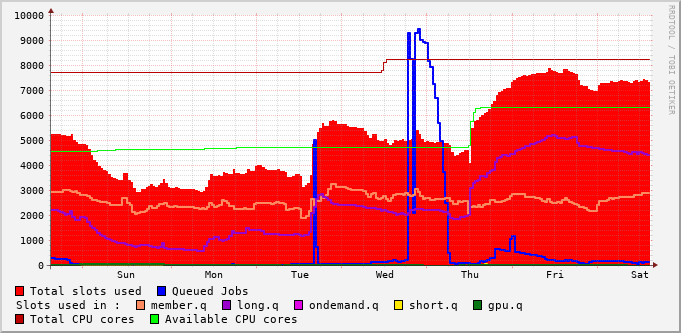 RRDTOOL / TOBI OETIKER
10000
9000
8000
7000
6000
5000
4000
3000
2000
1000
0
Sun Mon Tue Wed Thu Fri Sat
Total slots used Queued Jobs
Slots used in : member.q long.q ondemand.q short.q gpu.q
Total CPU cores Available CPU cores